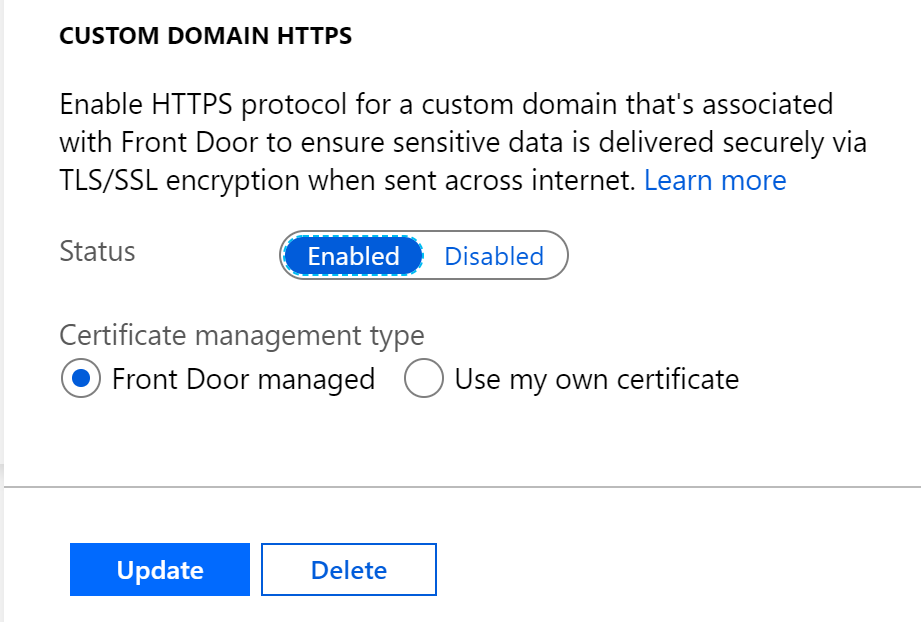 CUSTOM DOMAIN HTTPS
Enable HTTPS protocol for a custom domain that's associated
with Front Door to ensure sensitive data is delivered securely via
TLS/SSL encryption when sent across internet. Learn more
Status
Enabled Disabled
Certificate management type
Front Door managed Use my own certificate
Update Delete